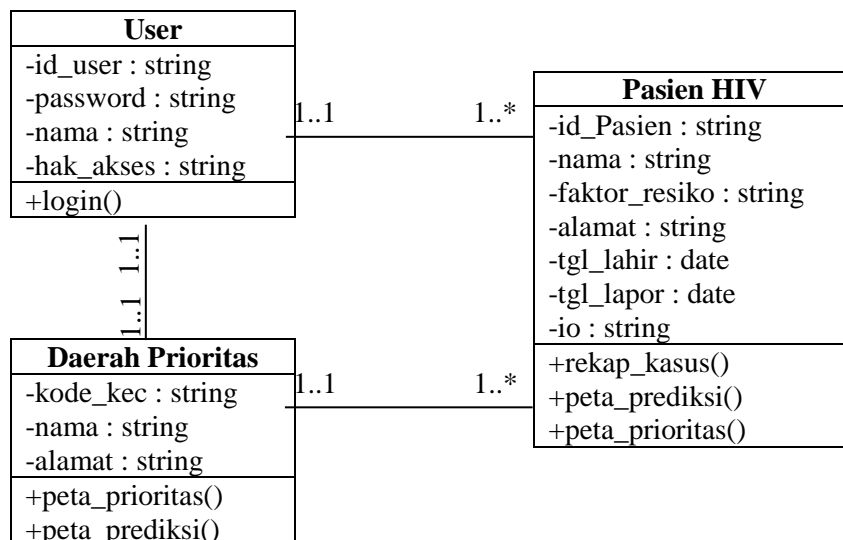 User
-id_user : string
-password : string
-nama : string
-hak_akses : string
+login()
1..1
1..*
Pasien HIV
-id_Pasien : string
-nama : string
-faktor_resiko : string
-alamat : string
-tgl_lahir : date
-tgl_lapor : date
-io : string
+rekap_kasus()
+peta_prediksi()
+peta_prioritas()
1..1
1..1
Daerah Prioritas
-kode_kec : string
-nama : string
-alamat : string
+peta_prioritas()
+peta_prediksi()
1..1
1..*